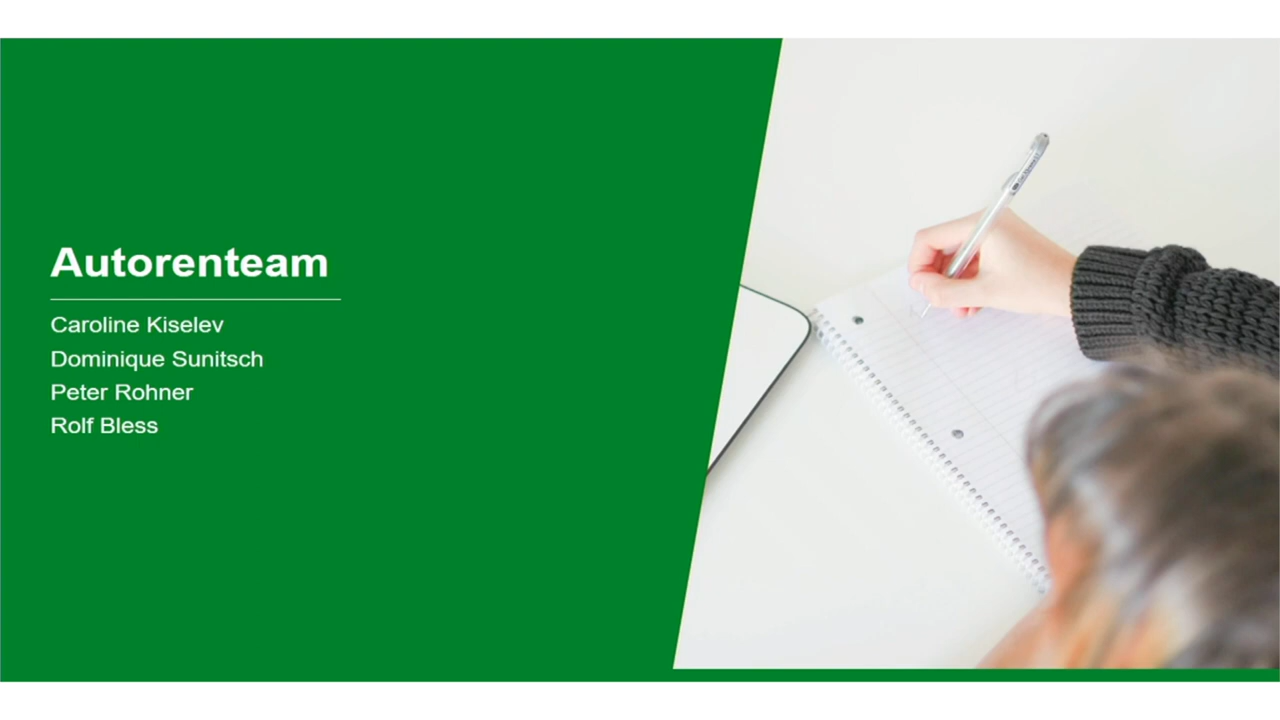 Autorenteam
Caroline Kiselev
Dominique Sunitsch
Peter Rohner
Rolf Bless